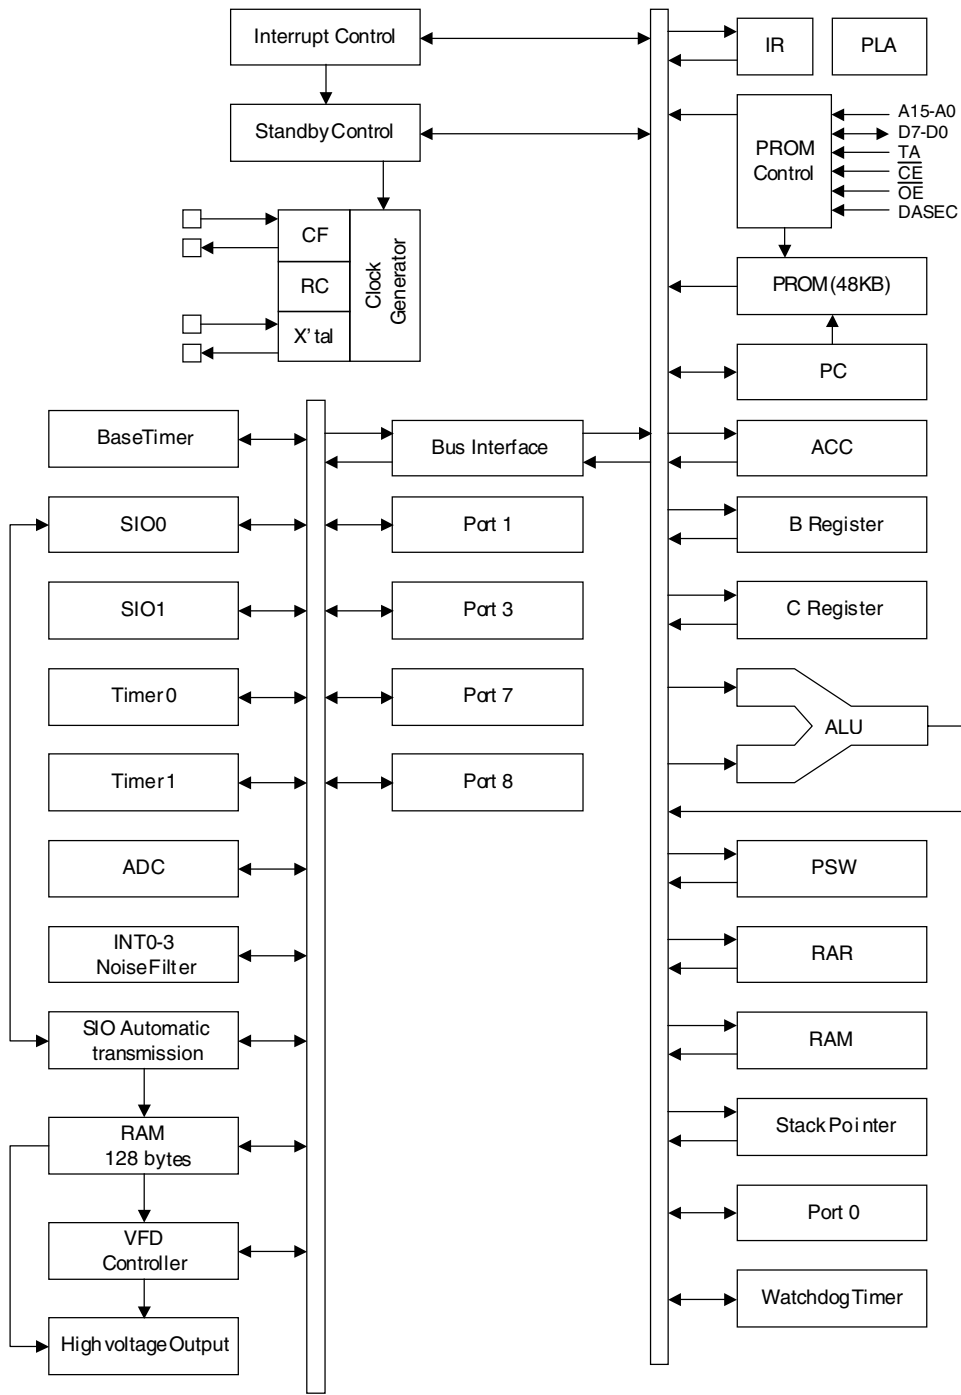 Interrupt Control
IR
PLA
Standby Control
PROM
Control
A15-A0
D7-D0
TA
CE
OE
DASEC
CF
RC
X'tal
Clock
Generator
PROM(48KB)
PC
Base Timer
Bus Interface
ACC
SIO0
Port 1
B Register
SIO1
Port 3
C Register
Timer 0
Port 7
ALU
Timer 1
Port 8
ADC
PSW
INT0-3
Noise Filter
RAR
SIO Automatic
transmission
RAM
RAM
128 bytes
Stack Pointer
Port 0
VFD
Controller
Watchdog Timer
High voltage Output